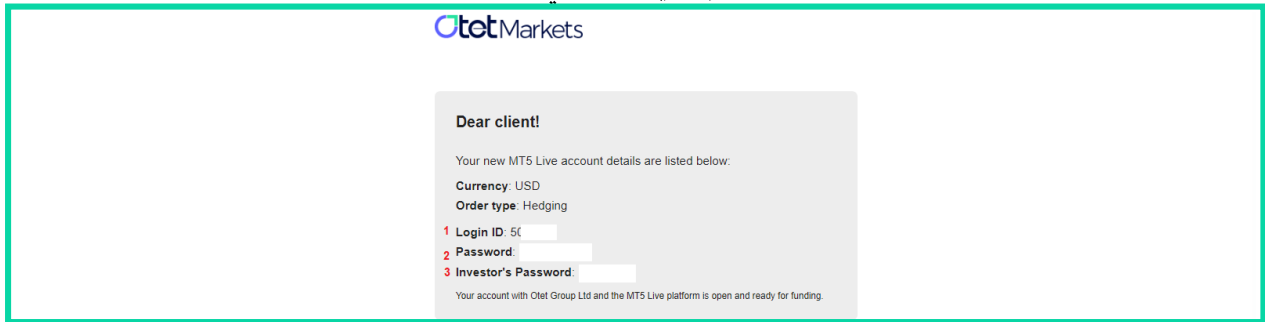 OtetMarkets
Dear client!
Your new MT5 Live account details are listed below:
Currency: USD
Order type: Hedging
1 Login ID: 50
2 Password:
3 Investor's Password:
Your account with Otet Group Ltd and the MT5 Live platform is open and ready for funding.